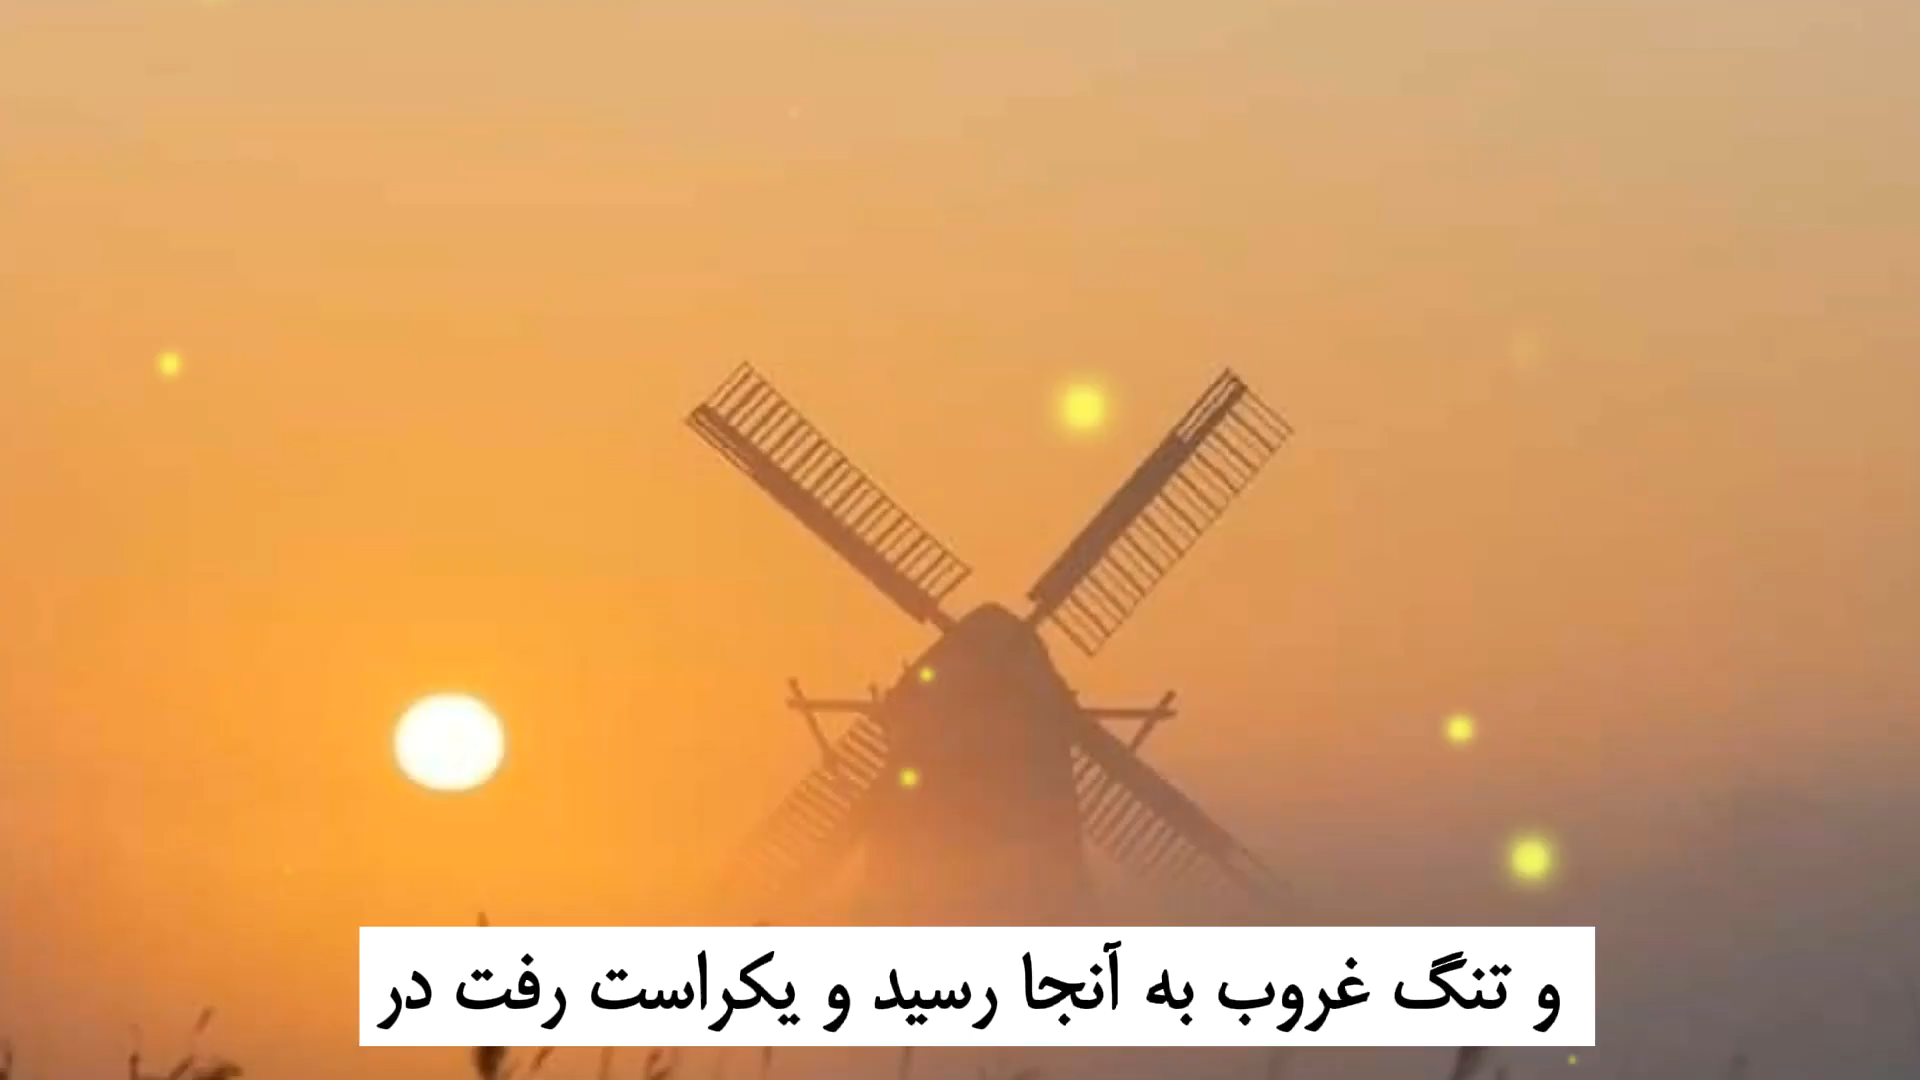 و تنگ غروب به آنجا رسید و یکراست رفت در